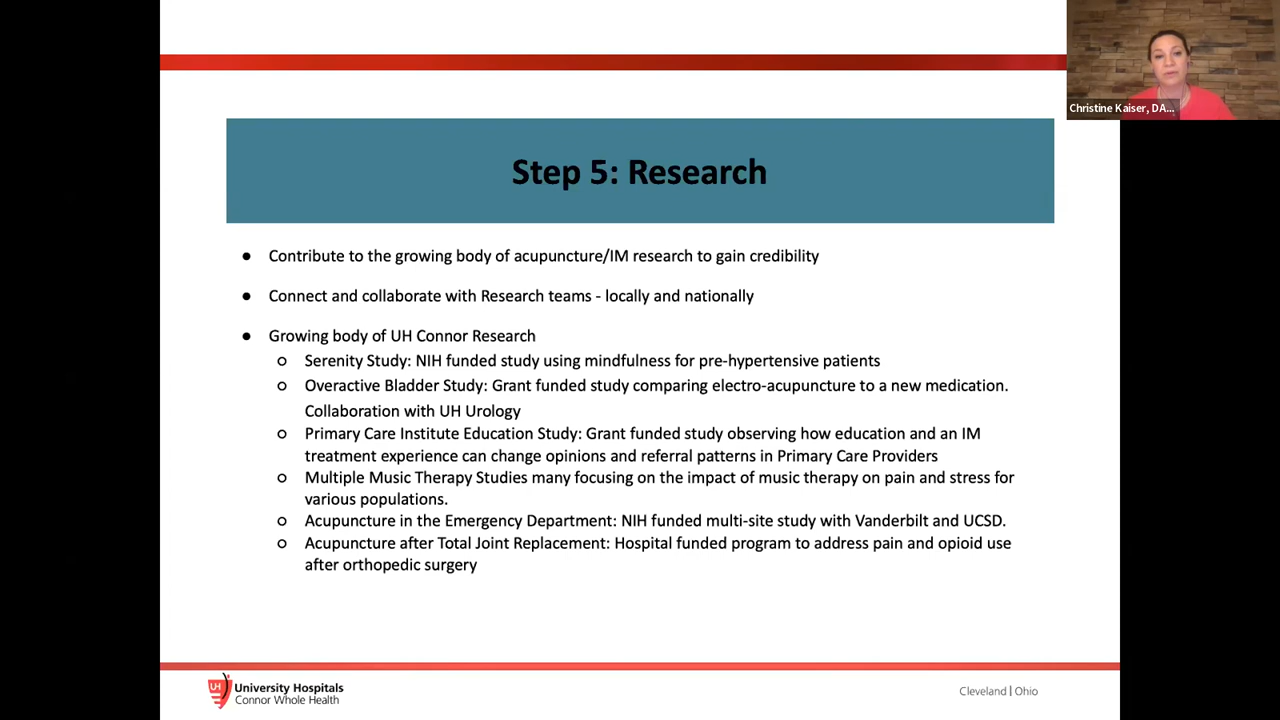 Christine Kaiser, DA...
Step 5: Research
● Contribute to the growing body of acupuncture/IM research to gain credibility
● Connect and collaborate with Research teams - locally and nationally
● Growing body of UH Connor Research
○ Serenity Study: NIH funded study using mindfulness for pre-hypertensive patients
○ Overactive Bladder Study: Grant funded study comparing electro-acupuncture to a new medication.
Collaboration with UH Urology
○ Primary Care Institute Education Study: Grant funded study observing how education and an IM
treatment experience can change opinions and referral patterns in Primary Care Providers
○ Multiple Music Therapy Studies many focusing on the impact of music therapy on pain and stress for
various populations.
○ Acupuncture in the Emergency Department: NIH funded multi-site study with Vanderbilt and UCSD.
○ Acupuncture after Total Joint Replacement: Hospital funded program to address pain and opioid use
after orthopedic surgery
UH
University Hospitals
Connor Whole Health
Cleveland | Ohio